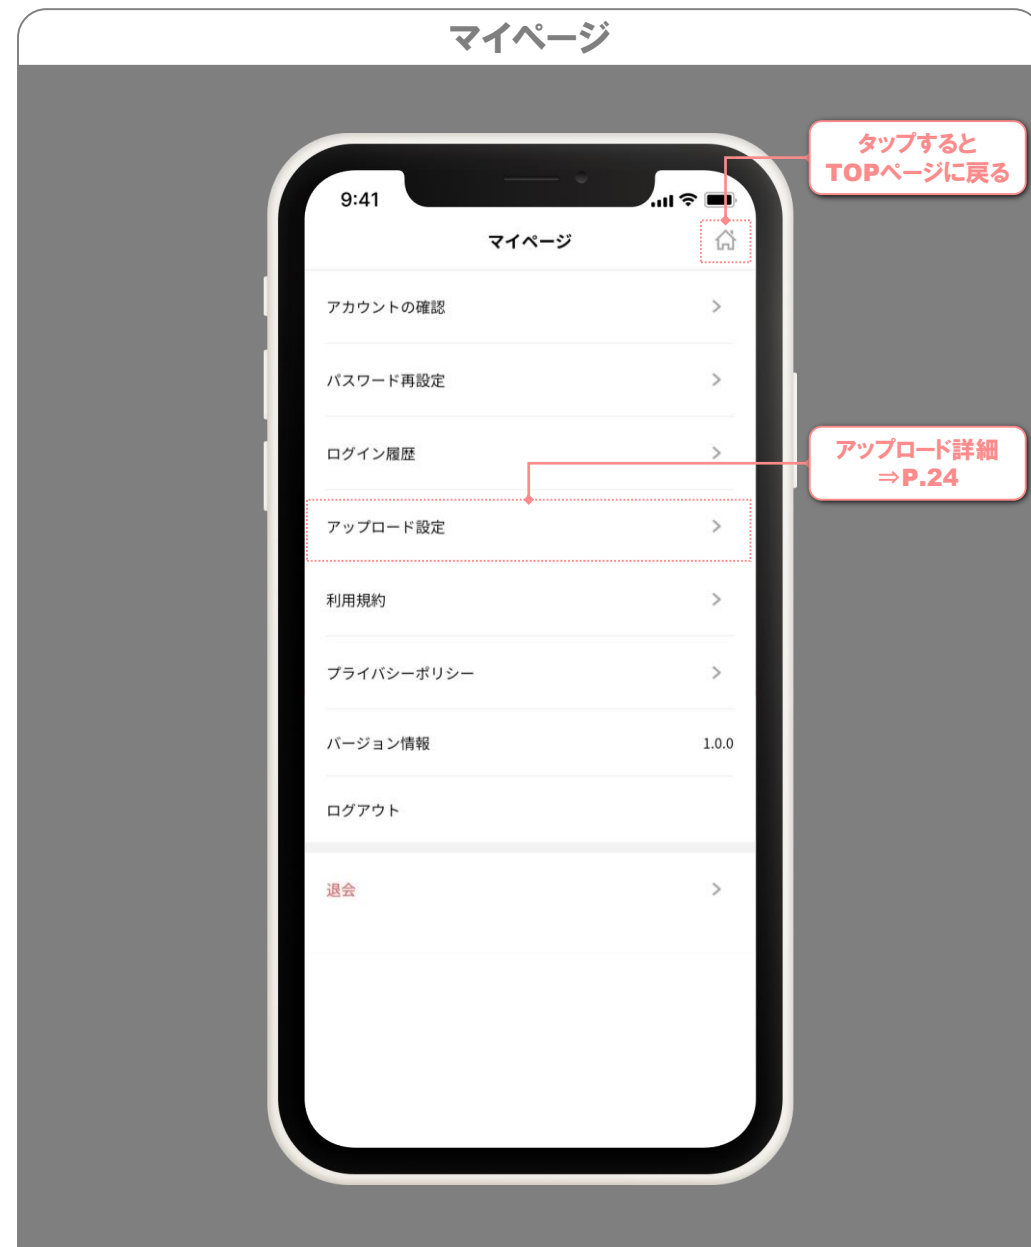 マイページ
タップすると
TOPページに戻る
9:41
マイページ
アカウントの確認
パスワード再設定
ログイン履歴
アップロード詳細
⇒P.24
アップロード設定
利用規約
プライバシーポリシー
バージョン情報 1.0.0
ログアウト
退会